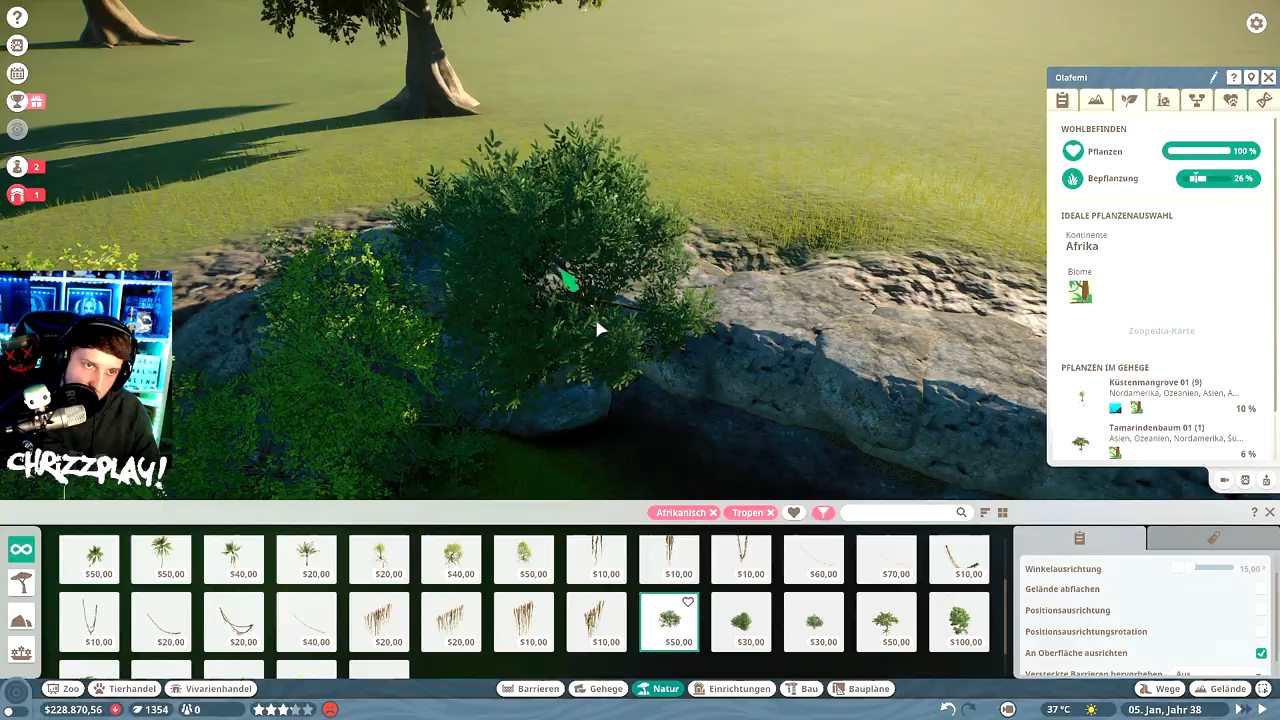 ?
2
1
Olafemi
?
WOHLBEFINDEN
Pflanzen
100 %
Bepflanzung
26 %
IDEALE PFLANZENAUSWAHL
Kontinente
Afrika
Biome
Zoopedia-Karte
PFLANZEN IM GEHEGE
Küstenmangrove 01 (9)
Nordamerika, Ozeanien, Asien, A...
10 %
Tamarindenbaum 01 (1)
Asien, Ozeanien, Nordamerika, Sü...
6 %
CHRIZZPLAY!
Afrikanisch
Tropen
?
$50,00 $50,00 $40,00 $20,00 $20,00 $40,00 $50,00 $10,00 $10,00 $10,00 $60,00 $70,00 $10,00
$10,00 $20,00 $20,00 $40,00 $20,00 $20,00 $10,00 $10,00 $50,00 $30,00 $30,00 $50,00 $100,00
Winkelausrichtung 15,00 °
Gelände abflachen
Positionsausrichtung
Positionsausrichtungsrotation
An Oberfläche ausrichten
Versteckte Barrieren hervorheben Aus
Zoo Tierhandel Vivarienhandel Barrieren Gehege Natur Einrichtungen Bau Baupläne Wege Gelände
$228.870,56 1354 0 37 °C 05. Jan, Jahr 38